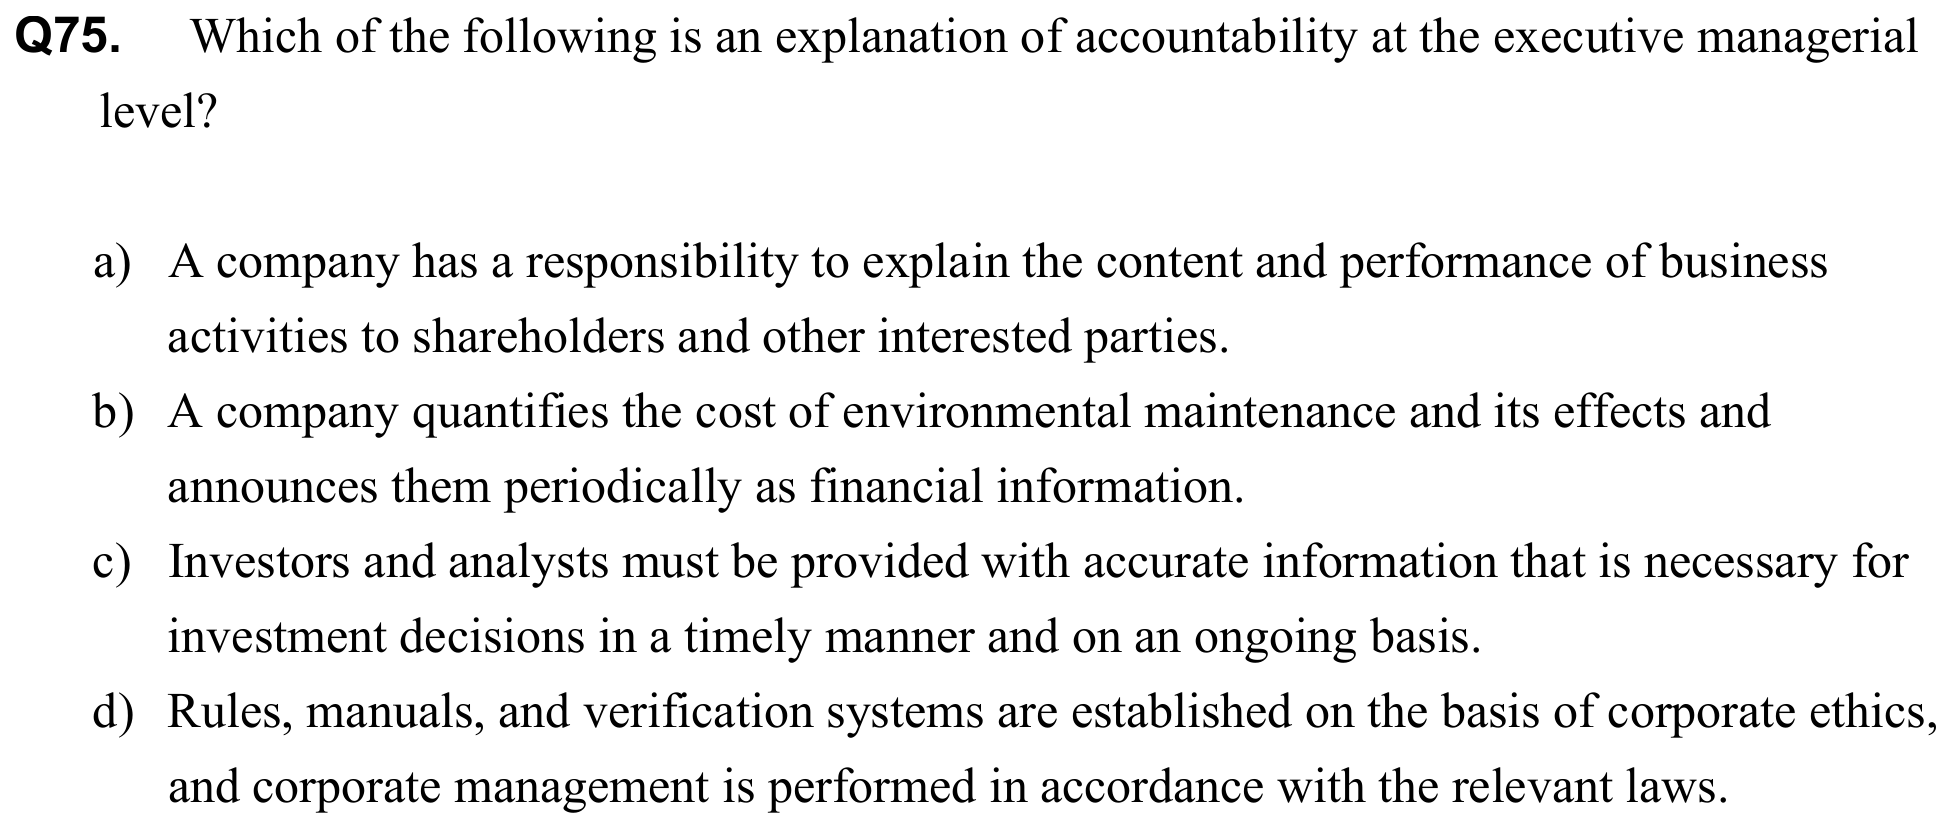 Q75. Which of the following is an explanation of accountability at the executive managerial
level?
a) A company has a responsibility to explain the content and performance of business
activities to shareholders and other interested parties.
b) A company quantifies the cost of environmental maintenance and its effects and
announces them periodically as financial information.
c) Investors and analysts must be provided with accurate information that is necessary for
investment decisions in a timely manner and on an ongoing basis.
d) Rules, manuals, and verification systems are established on the basis of corporate ethics,
and corporate management is performed in accordance with the relevant laws.